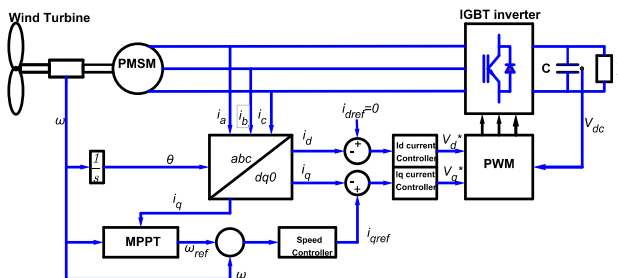 Wind Turbine
IGBT inverter
PMSM
C
ω
i_a
i_b
i_c
i_dref=0
V_dc
1/s
θ
abc
dq0
i_d
i_q
- +
- +
Id current
Controller
Iq current
Controller
V_d*
V_q*
PWM
i_q
MPPT
ω_ref
Speed
Controller
i_qref
ω